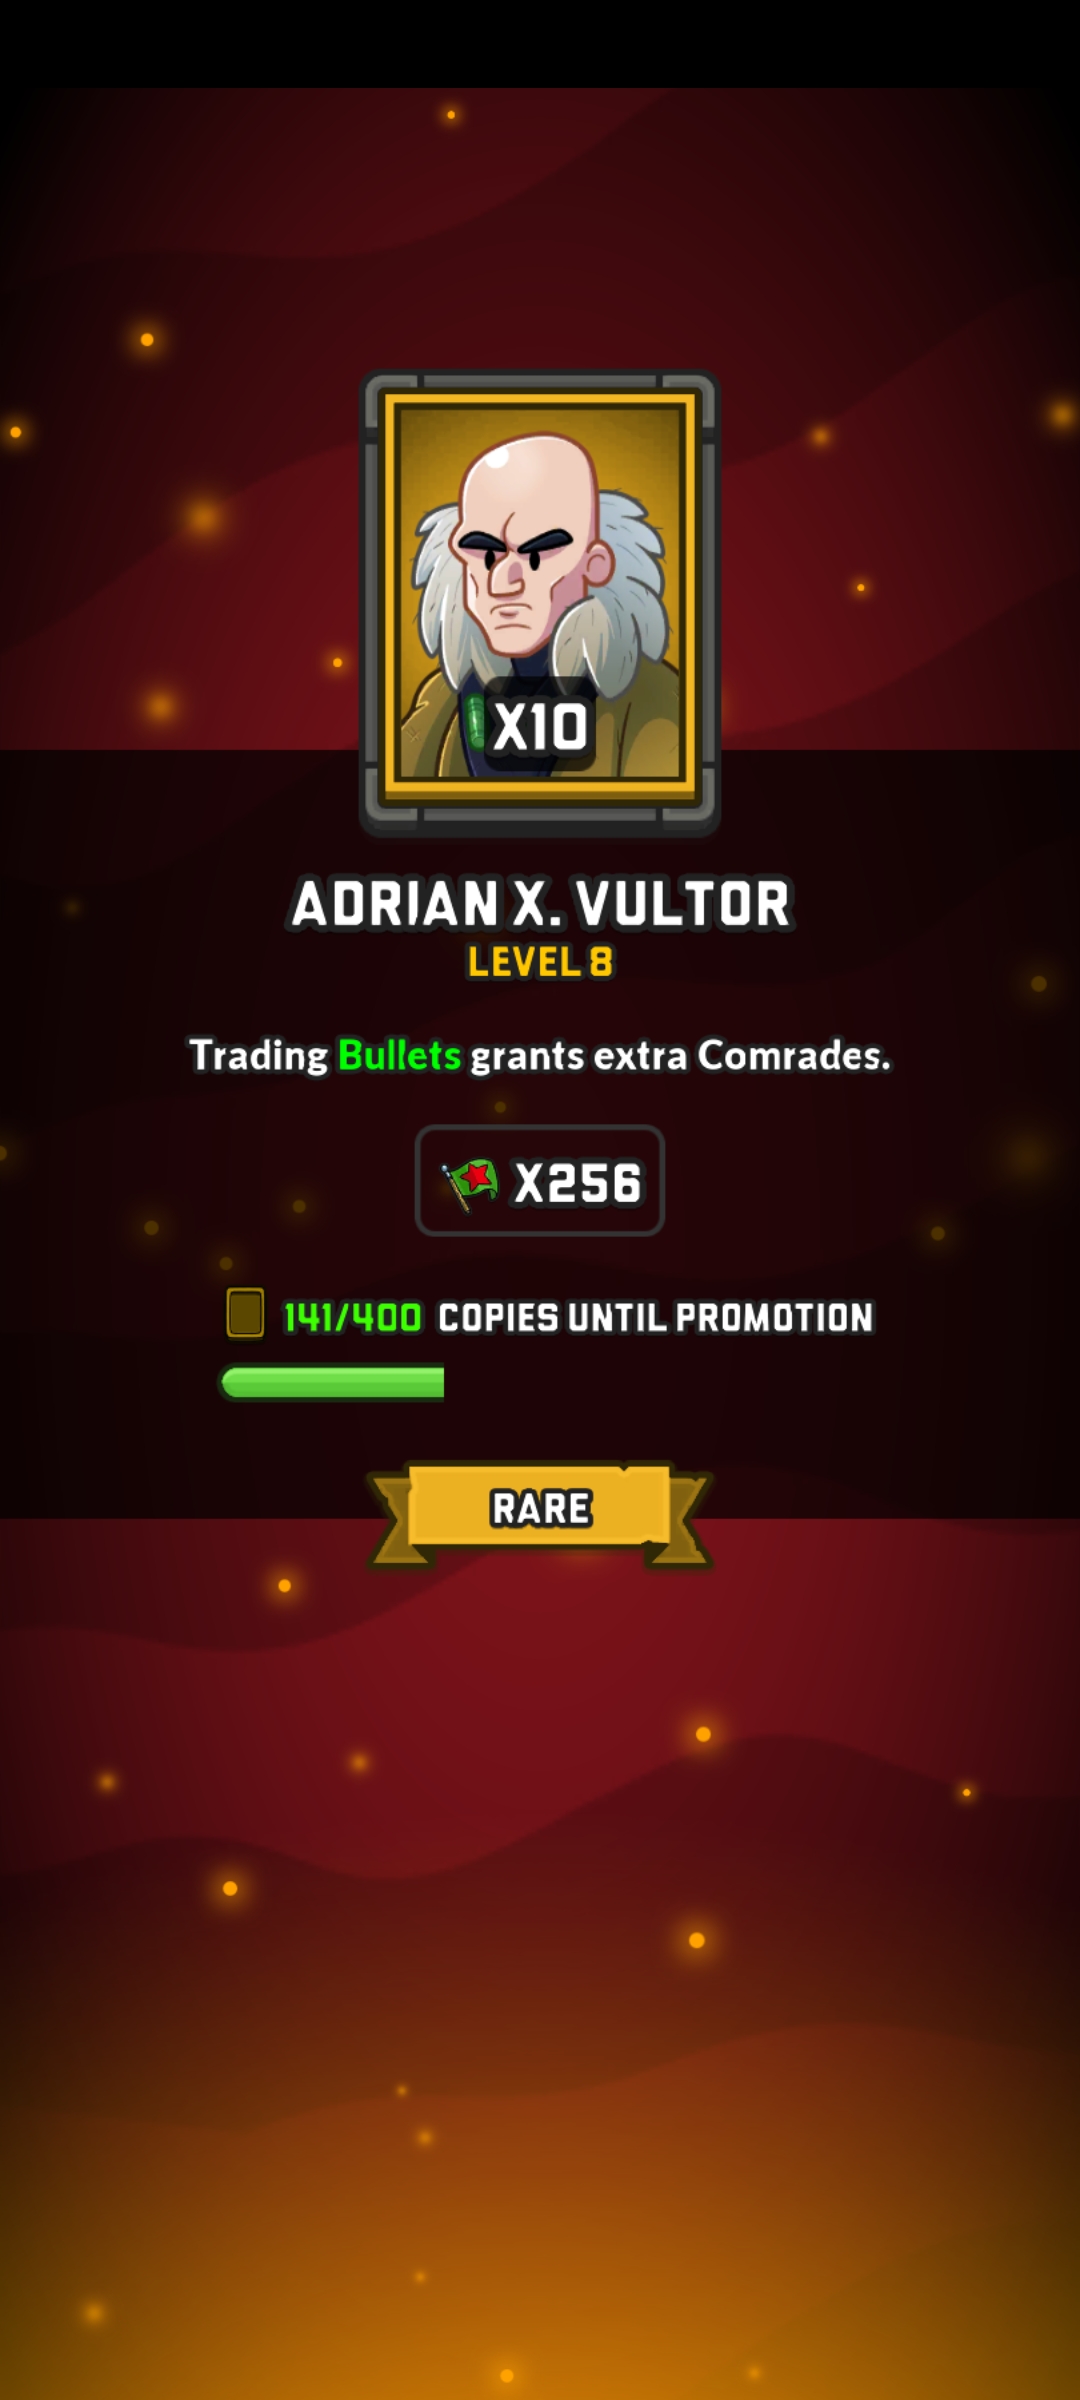 X10
ADRIAN X. VULTOR
LEVEL 8
Trading Bullets grants extra Comrades.
X256
141/400 COPIES UNTIL PROMOTION
RARE